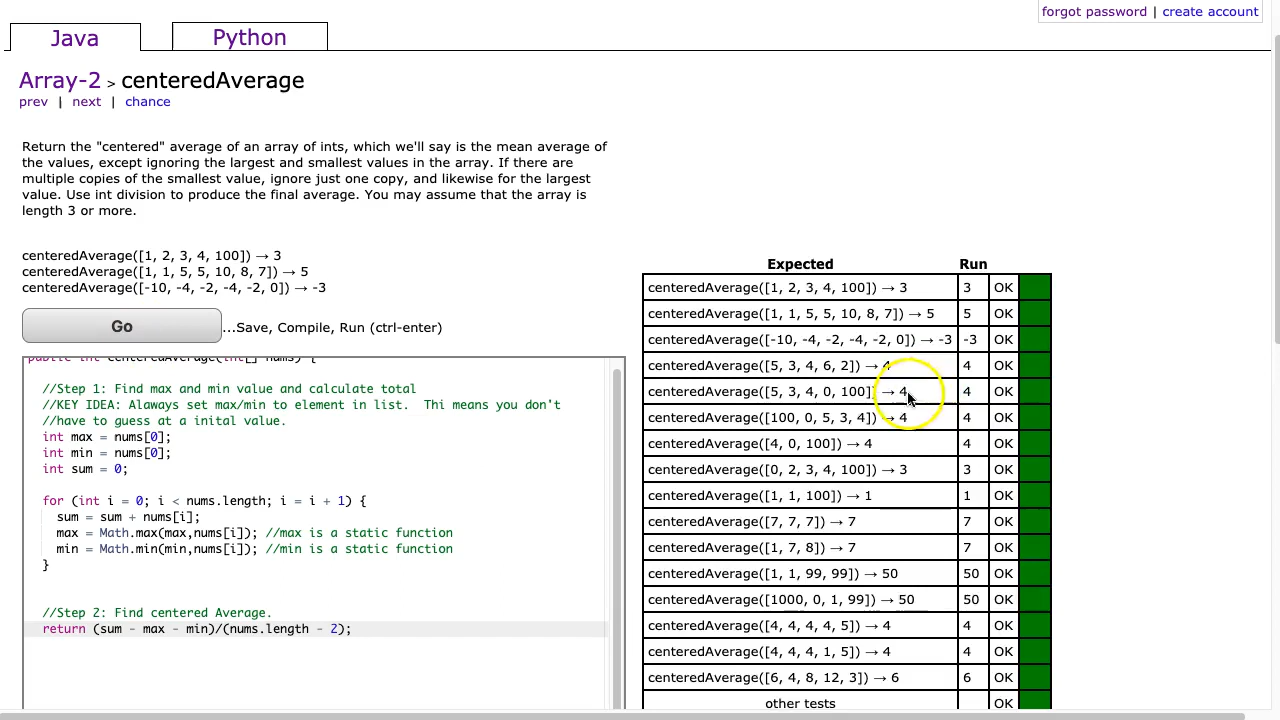 forgot password | create account
Java
Python
Array-2 > centeredAverage
prev | next | chance
Return the "centered" average of an array of ints, which we'll say is the mean average of
the values, except ignoring the largest and smallest values in the array. If there are
multiple copies of the smallest value, ignore just one copy, and likewise for the largest
value. Use int division to produce the final average. You may assume that the array is
length 3 or more.
centeredAverage([1, 2, 3, 4, 100]) → 3
centeredAverage([1, 1, 5, 5, 10, 8, 7]) → 5
centeredAverage([-10, -4, -2, -4, -2, 0]) → -3
Go
...Save, Compile, Run (ctrl-enter)
public int centeredAverage(int[] nums) {
//Step 1: Find max and min value and calculate total
//KEY IDEA: Alaways set max/min to element in list.  Thi means you don't
//have to guess at a inital value.
int max = nums[0];
int min = nums[0];
int sum = 0;
for (int i = 0; i < nums.length; i = i + 1) {
sum = sum + nums[i];
max = Math.max(max,nums[i]); //max is a static function
min = Math.min(min,nums[i]); //min is a static function
}
//Step 2: Find centered Average.
return (sum - max - min)/(nums.length - 2);
Expected Run
centeredAverage([1, 2, 3, 4, 100]) → 3 3 OK
centeredAverage([1, 1, 5, 5, 10, 8, 7]) → 5 5 OK
centeredAverage([-10, -4, -2, -4, -2, 0]) → -3 -3 OK
centeredAverage([5, 3, 4, 6, 2]) → 4 4 OK
centeredAverage([5, 3, 4, 0, 100]) → 4 4 OK
centeredAverage([100, 0, 5, 3, 4]) → 4 4 OK
centeredAverage([4, 0, 100]) → 4 4 OK
centeredAverage([0, 2, 3, 4, 100]) → 3 3 OK
centeredAverage([1, 1, 100]) → 1 1 OK
centeredAverage([7, 7, 7]) → 7 7 OK
centeredAverage([1, 7, 8]) → 7 7 OK
centeredAverage([1, 1, 99, 99]) → 50 50 OK
centeredAverage([1000, 0, 1, 99]) → 50 50 OK
centeredAverage([4, 4, 4, 4, 5]) → 4 4 OK
centeredAverage([4, 4, 4, 1, 5]) → 4 4 OK
centeredAverage([6, 4, 8, 12, 3]) → 6 6 OK
other tests OK